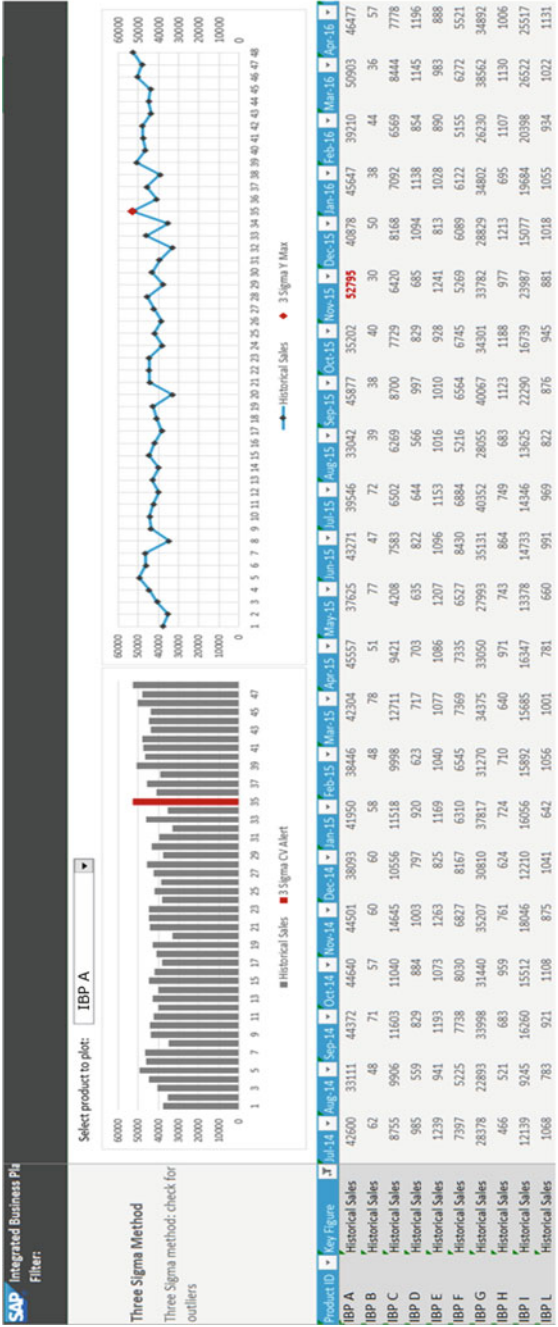 SAP Integrated Business Pla
Filter:
Three Sigma Method
Three Sigma method: check for
outliers
Select product to plot: IBP A
60000
50000
40000
30000
20000
10000
0
1 3 5 7 9 11 13 15 17 19 21 23 25 27 29 31 33 35 37 39 41 43 45 47
Historical Sales 3 Sigma CV Alert
60000
50000
40000
30000
20000
10000
0
1 2 3 4 5 6 7 8 9 10 11 12 13 14 15 16 17 18 19 20 21 22 23 24 25 26 27 28 29 30 31 32 33 34 35 36 37 38 39 40 41 42 43 44 45 46 47 48
Historical Sales 3 Sigma Y Max
Product ID Key Figure Jul-14 Aug-14 Sep-14 Oct-14 Nov-14 Dec-14 Jan-15 Feb-15 Mar-15 Apr-15 May-15 Jun-15 Jul-15 Aug-15 Sep-15 Oct-15 Nov-15 Dec-15 Jan-16 Feb-16 Mar-16 Apr-16
IBP A Historical Sales 42600 33111 44372 44640 44501 38093 41950 38446 42304 45557 37625 43271 39546 33042 45877 35202 52795 40878 45647 39210 50903 46477
IBP B Historical Sales 62 48 71 57 60 60 58 48 78 51 77 47 72 39 38 40 30 50 38 44 36 57
IBP C Historical Sales 8755 9906 11603 11040 14645 10556 11518 9998 12711 9421 4208 7583 6502 6269 8700 7729 6420 8168 7092 6569 8444 7778
IBP D Historical Sales 985 559 829 884 1003 797 920 623 717 703 635 822 644 566 997 829 685 1094 1138 854 1145 1196
IBP E Historical Sales 1239 941 1193 1073 1263 825 1169 1040 1077 1086 1207 1096 1153 1016 1010 928 1241 813 1028 890 983 888
IBP F Historical Sales 7397 5225 7738 8030 6827 8167 6310 6545 7369 7335 6527 8430 6884 5216 6564 6745 5269 6089 6122 5155 6272 5521
IBP G Historical Sales 28378 22893 33998 31440 35207 30810 37817 31270 34375 33050 27993 35131 40352 28055 40067 34301 33782 28829 34802 26230 38562 34892
IBP H Historical Sales 466 521 683 959 761 624 724 710 640 971 743 864 749 683 1123 1188 977 1213 695 1107 1130 1006
IBP I Historical Sales 12139 9245 16260 15512 18046 12210 16056 15892 15685 16347 13378 14733 14346 13625 22290 16739 23987 15077 19684 20398 26522 25517
IBP L Historical Sales 1068 783 921 1108 875 1041 642 1056 1001 781 660 991 969 822 876 945 881 1018 1055 934 1022 1131